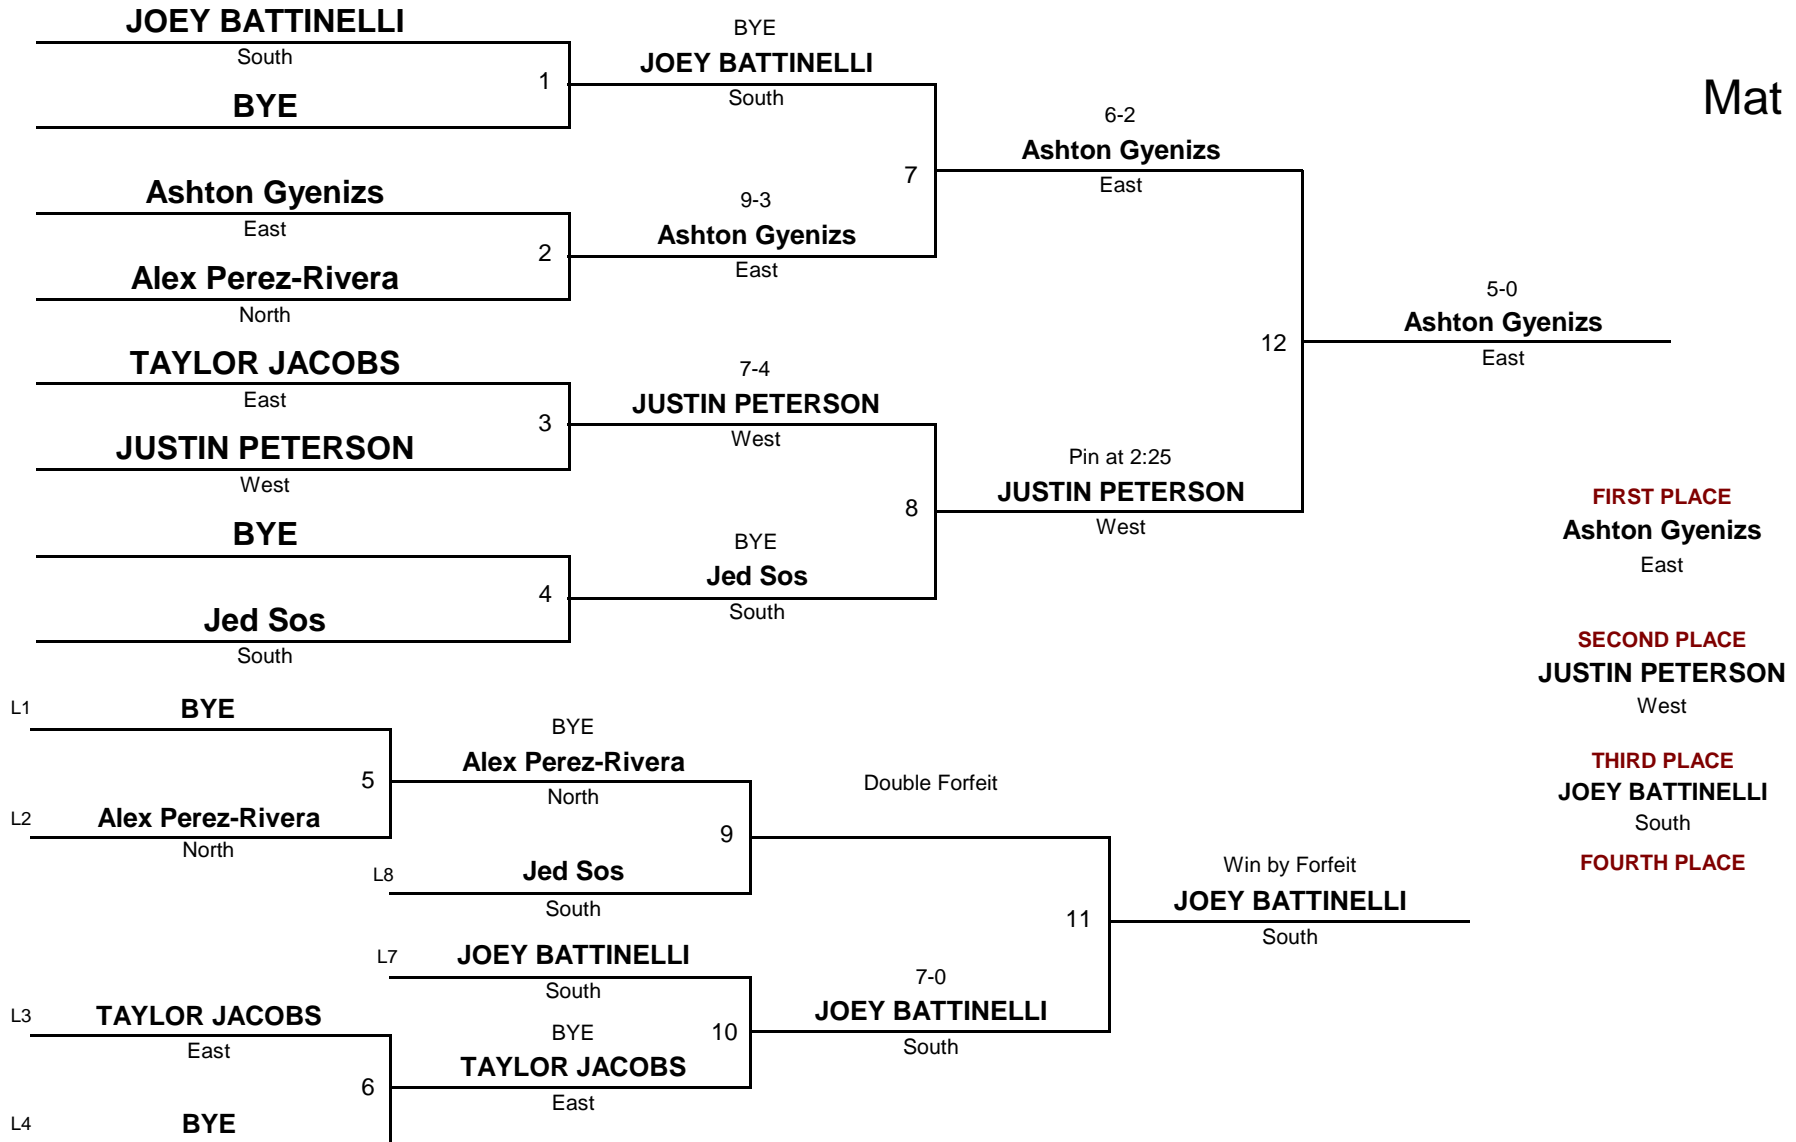 JOEY BATTINELLI
South
1
BYE
BYE
JOEY BATTINELLI
South
Mat
Ashton Gyenizs
East
2
Alex Perez-Rivera
North
9-3
Ashton Gyenizs
East
7
6-2
Ashton Gyenizs
East
TAYLOR JACOBS
East
3
JUSTIN PETERSON
West
7-4
JUSTIN PETERSON
West
12
5-0
Ashton Gyenizs
East
BYE
4
Jed Sos
South
BYE
Jed Sos
South
8
Pin at 2:25
JUSTIN PETERSON
West
FIRST PLACE
Ashton Gyenizs
East
SECOND PLACE
JUSTIN PETERSON
West
THIRD PLACE
JOEY BATTINELLI
South
FOURTH PLACE
L1
BYE
5
L2
Alex Perez-Rivera
North
BYE
Alex Perez-Rivera
North
9
L8
Jed Sos
South
Double Forfeit
11
Win by Forfeit
JOEY BATTINELLI
South
L7
JOEY BATTINELLI
South
10
7-0
JOEY BATTINELLI
South
L3
TAYLOR JACOBS
East
6
BYE
TAYLOR JACOBS
East
L4
BYE